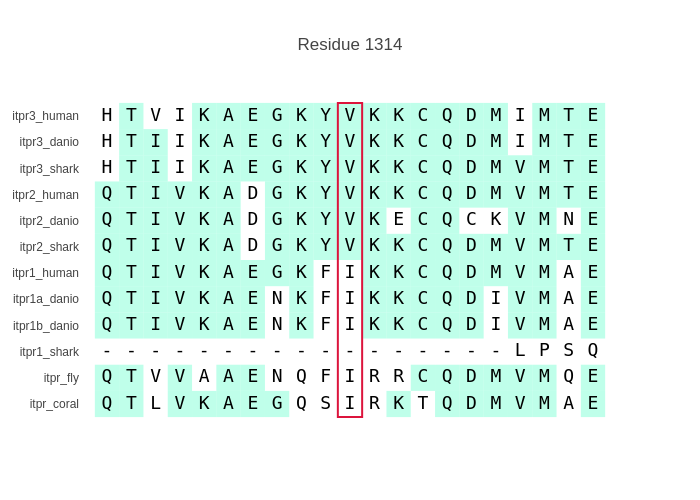 Residue 1314
itpr3_human H T V I K A E G K Y V K K C Q D M I M T E
itpr3_danio H T I I K A E G K Y V K K C Q D M I M T E
itpr3_shark H T I I K A E G K Y V K K C Q D M V M T E
itpr2_human Q T I V K A D G K Y V K K C Q D M V M T E
itpr2_danio Q T I V K A D G K Y V K E C Q C K V M N E
itpr2_shark Q T I V K A D G K Y V K K C Q D M V M T E
itpr1_human Q T I V K A E G K F I K K C Q D M V M A E
itpr1a_danio Q T I V K A E N K F I K K C Q D I V M A E
itpr1b_danio Q T I V K A E N K F I K K C Q D I V M A E
itpr1_shark - - - - - - - - - - - - - - - - - L P S Q
itpr_fly Q T V V A A E N Q F I R R C Q D M V M Q E
itpr_coral Q T L V K A E G Q S I R K T Q D M V M A E